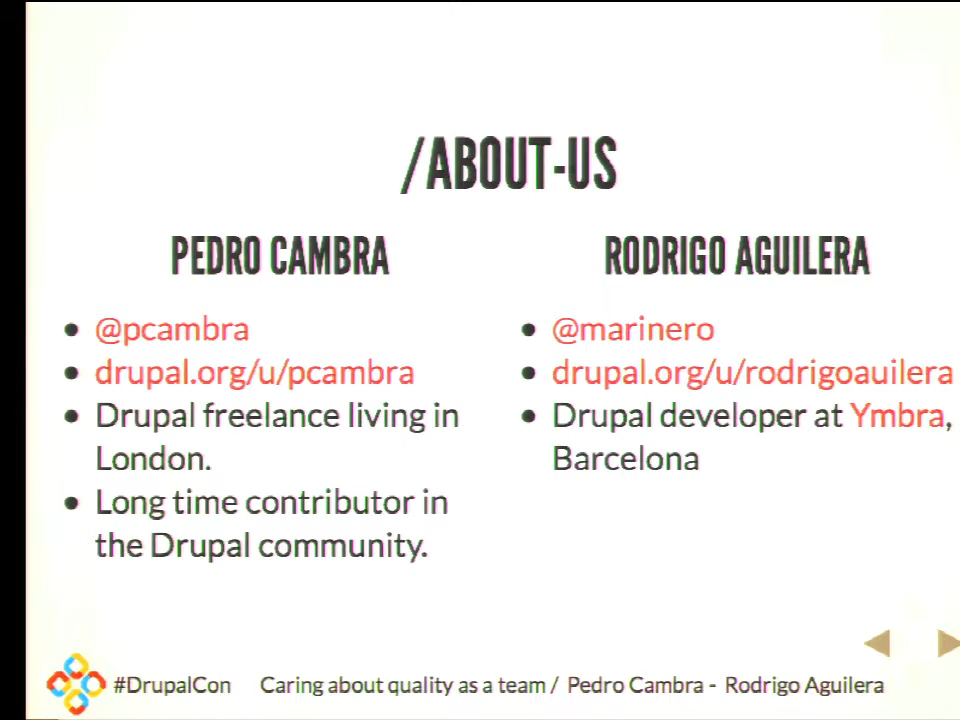 /ABOUT-US
PEDRO CAMBRA
@pcambra
drupal.org/u/pcambra
Drupal freelance living in
London.
Long time contributor in
the Drupal community.
RODRIGO AGUILERA
@marinero
drupal.org/u/rodrigoauilera
Drupal developer at Ymbra,
Barcelona
#DrupalCon Caring about quality as a team / Pedro Cambra - Rodrigo Aguilera